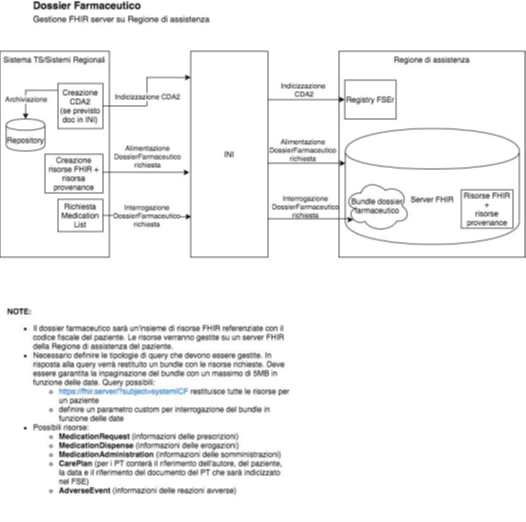 Dossier Farmaceutico
Gestione FHIR server su Regione di assistenza
Sistema TS/Sistemi Regionali
Regione di assistenza
Archiviazione
Creazione
CDA2
(se previsto
doc in INI)
Indicizzazione CDA2
Indicizzazione
CDA2
Registry FSEr
Repository
Creazione
risorse FHIR +
risorsa
provenance
Alimentazione
DossierFarmaceutico
richiesta
INI
Alimentazione
DossierFarmaceutico
richiesta
Richiesta
Medication
List
Interrogazione
DossierFarmaceutico
richiesta
Interrogazione
DossierFarmaceutico
richiesta
Bundle dossier
farmaceutico
Server FHIR
Risorse FHIR
+
risorse
provenance
NOTE:
• Il dossier farmaceutico sarà un'insieme di risorse FHIR referenziate con il
codice fiscale del paziente. Le risorse verranno gestite su un server FHIR
della Regione di assistenza del paziente.
• Necessario definire le tipologie di query che devono essere gestite. In
risposta alla query verrà restituito un bundle con le risorse richieste. Deve
essere garantita la inpaginazione del bundle con un massimo di 5MB in
funzione delle date. Query possibili:
○ https://fhir.server/?subject=system|CF restituisce tutte le risorse per
un paziente
○ definire un parametro custom per interrogazione del bundle in
funzione delle date
• Possibili risorse:
○ MedicationRequest (informazioni delle prescrizioni)
○ MedicationDispense (informazioni delle erogazioni)
○ MedicationAdministration (informazioni delle somministrazioni)
○ CarePlan (per i PT conterà il riferimento dell'autore, del paziente,
la data e il riferimento del documento del PT che sarà indicizzato
nel FSE)
○ AdverseEvent (informazioni delle reazioni avverse)